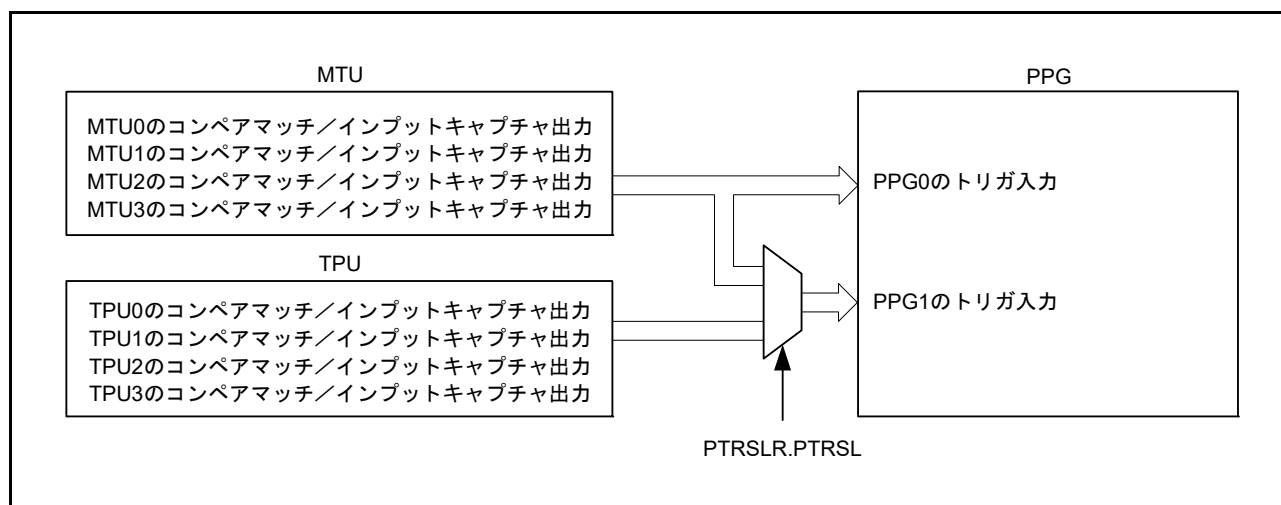 MTU
MTU0のコンペアマッチ／インプットキャプチャ出力
MTU1のコンペアマッチ／インプットキャプチャ出力
MTU2のコンペアマッチ／インプットキャプチャ出力
MTU3のコンペアマッチ／インプットキャプチャ出力
TPU
TPU0のコンペアマッチ／インプットキャプチャ出力
TPU1のコンペアマッチ／インプットキャプチャ出力
TPU2のコンペアマッチ／インプットキャプチャ出力
TPU3のコンペアマッチ／インプットキャプチャ出力
PTRSLR.PTRSL
PPG
PPG0のトリガ入力
PPG1のトリガ入力